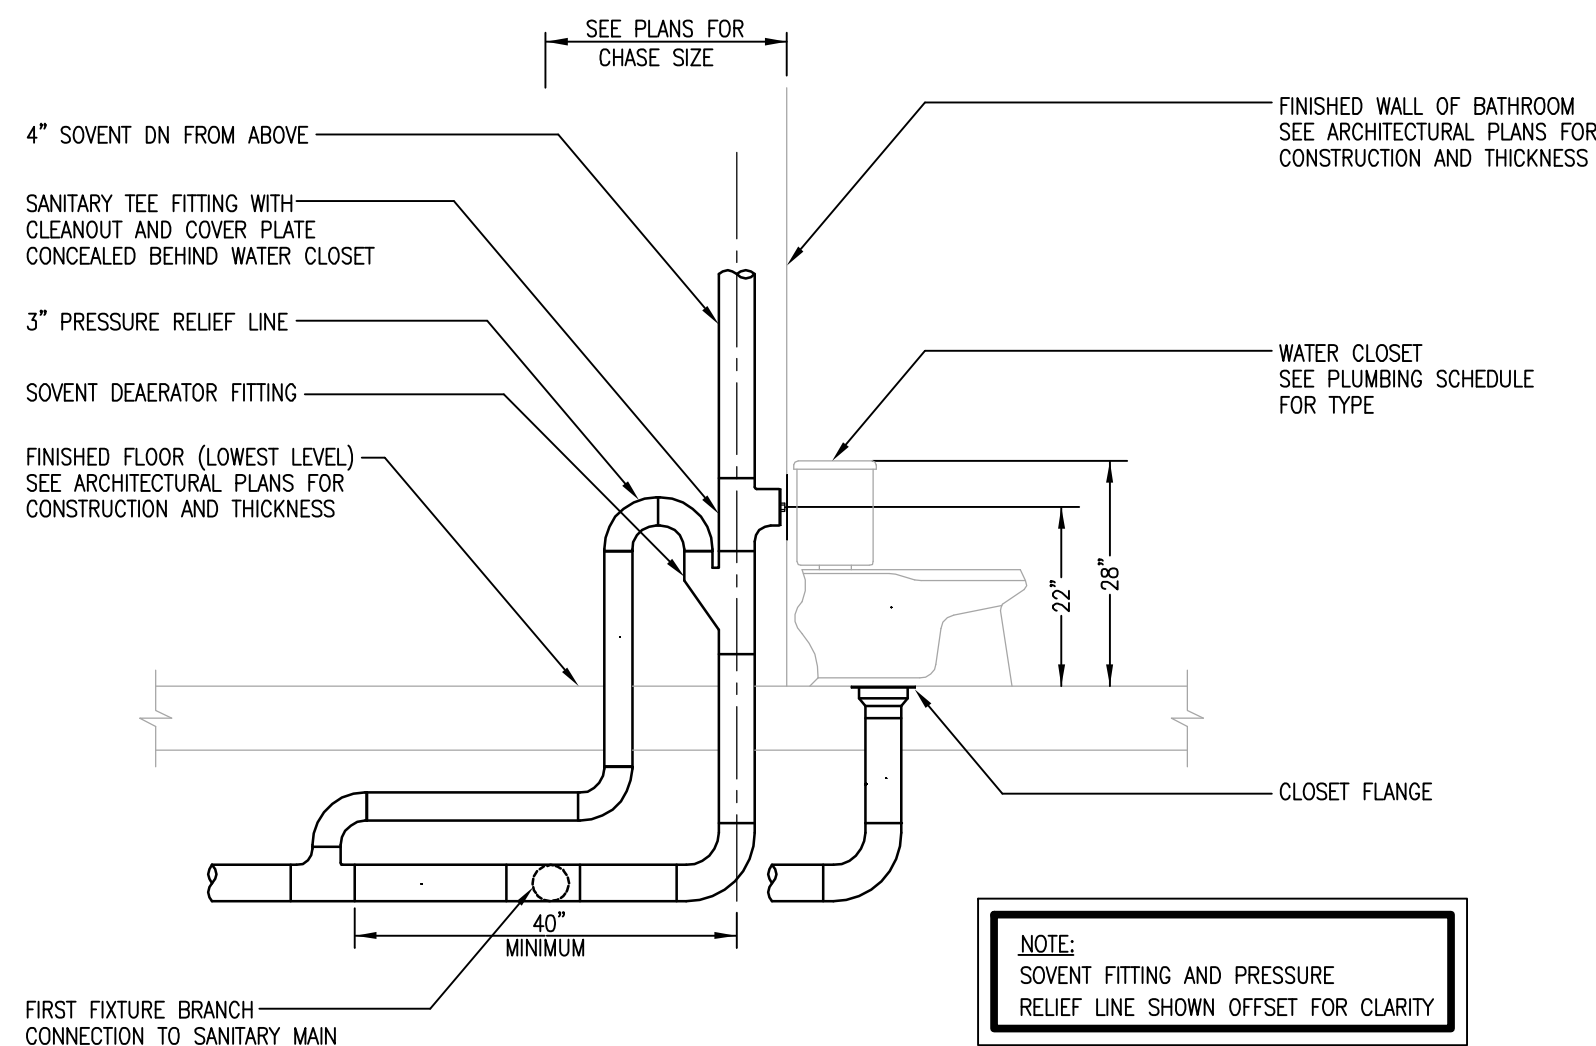 SEE PLANS FOR
CHASE SIZE
4" SOVENT DN FROM ABOVE
SANITARY TEE FITTING WITH
CLEANOUT AND COVER PLATE
CONCEALED BEHIND WATER CLOSET
3" PRESSURE RELIEF LINE
SOVENT DEAERATOR FITTING
FINISHED FLOOR (LOWEST LEVEL)
SEE ARCHITECTURAL PLANS FOR
CONSTRUCTION AND THICKNESS
FINISHED WALL OF BATHROOM
SEE ARCHITECTURAL PLANS FOR
CONSTRUCTION AND THICKNESS
WATER CLOSET
SEE PLUMBING SCHEDULE
FOR TYPE
22"
28"
CLOSET FLANGE
40"
MINIMUM
FIRST FIXTURE BRANCH
CONNECTION TO SANITARY MAIN
NOTE:
SOVENT FITTING AND PRESSURE
RELIEF LINE SHOWN OFFSET FOR CLARITY